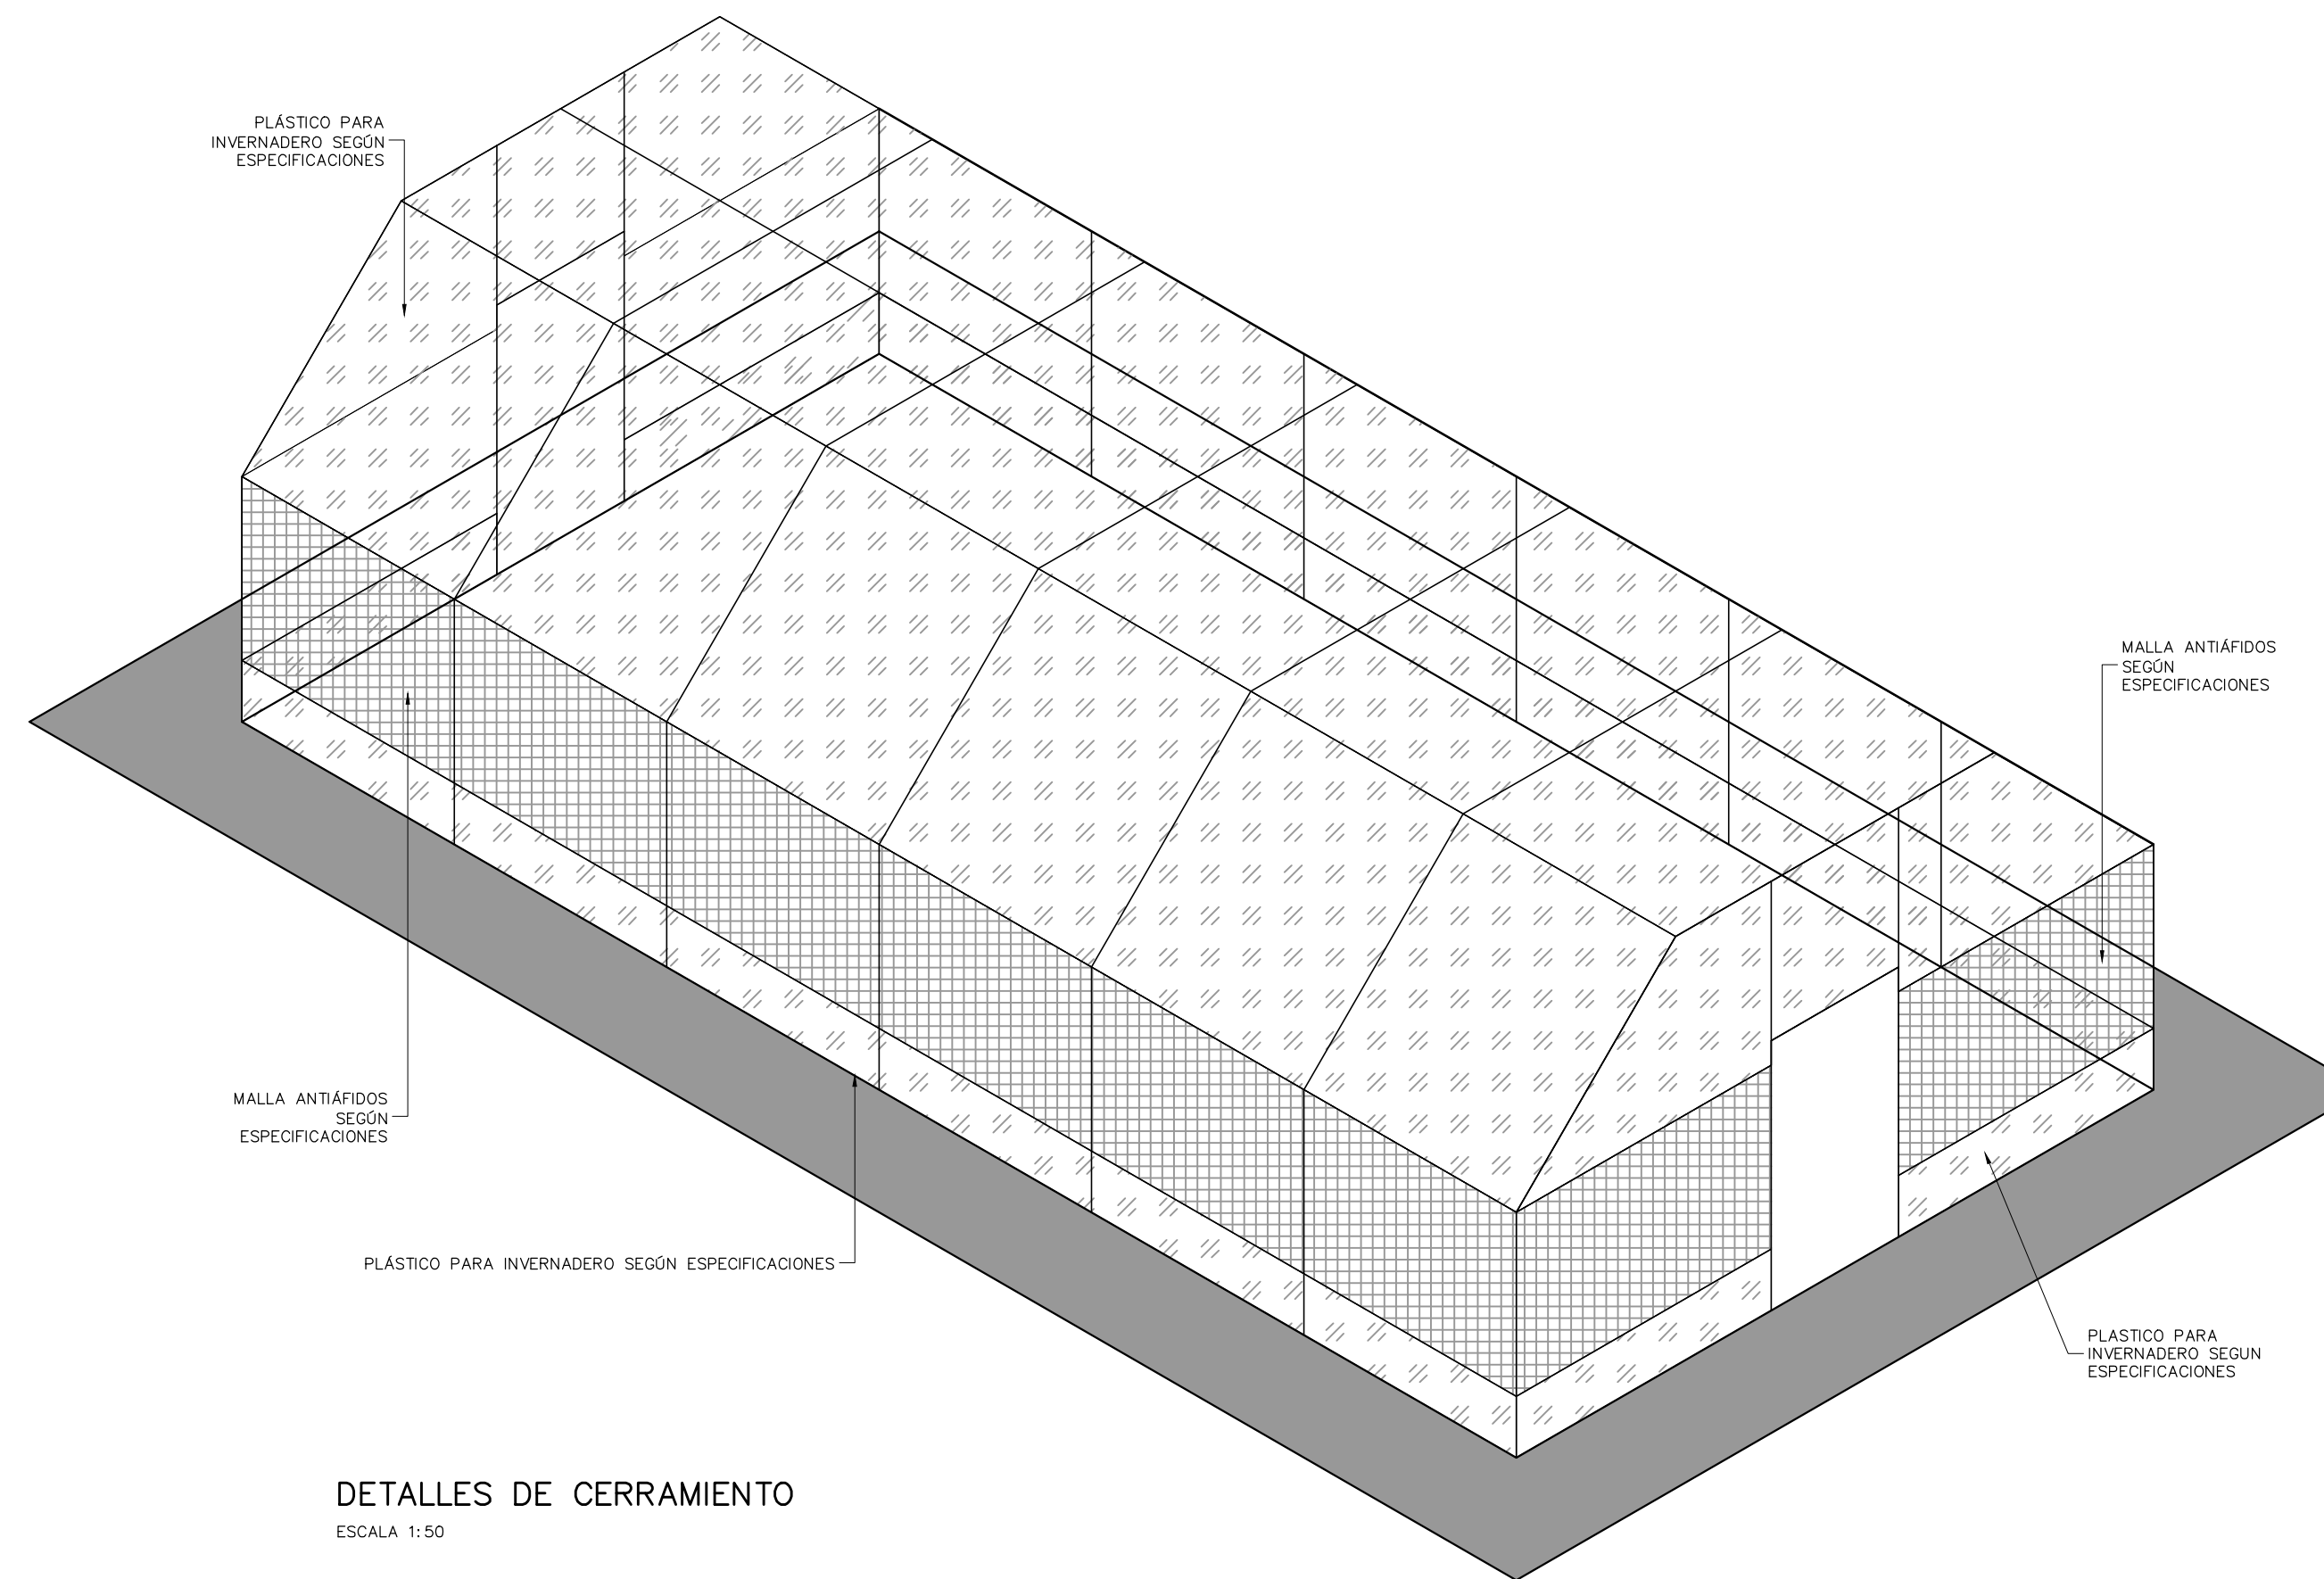 PLÁSTICO PARA
INVERNADERO SEGÚN
ESPECIFICACIONES
MALLA ANTIÁFIDOS
SEGÚN
ESPECIFICACIONES
MALLA ANTIÁFIDOS
SEGÚN
ESPECIFICACIONES
PLÁSTICO PARA INVERNADERO SEGÚN ESPECIFICACIONES
PLASTICO PARA
INVERNADERO SEGUN
ESPECIFICACIONES
DETALLES DE CERRAMIENTO
ESCALA 1:50